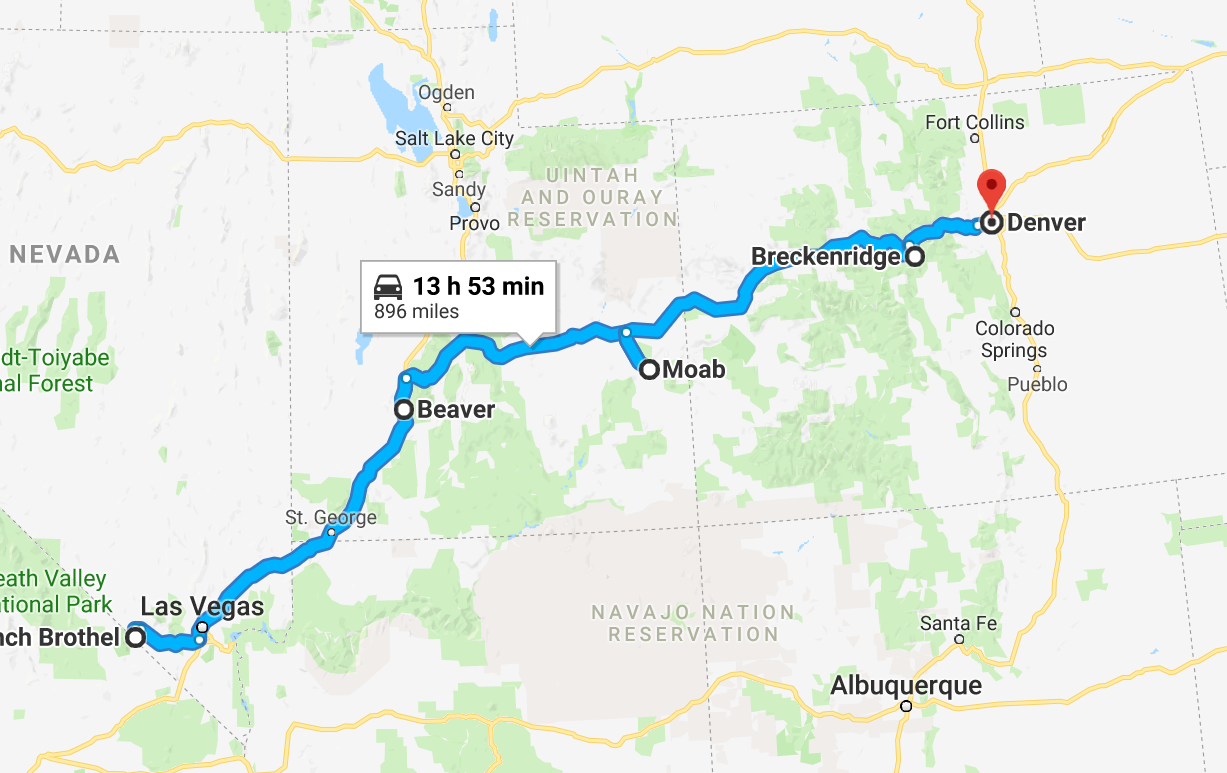 Ogden
Fort Collins
Salt Lake City
UINTAH
AND OURAY
RESERVATION
Sandy
Provo
Denver
NEVADA
Breckenridge
13 h 53 min
896 miles
Colorado
Springs
dt-Toiyabe
nal Forest
Moab
Pueblo
Beaver
St. George
eath Valley
ational Park
Las Vegas
NAVAJO NATION
RESERVATION
Santa Fe
nch Brothel
Albuquerque